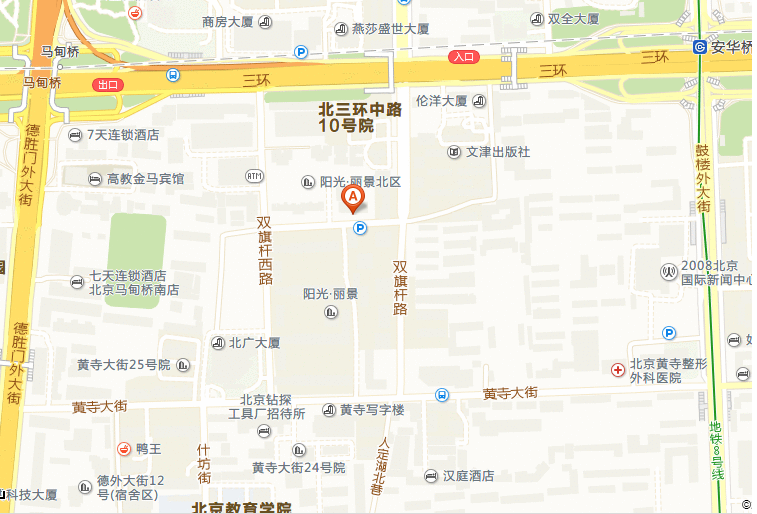 商房大厦
燕莎盛世大厦
双全大厦
P
马甸桥
安华桥
马甸桥
出口
三环
入口
三环
三环
北三环中路
10号院
伦洋大厦
7天连锁酒店
文津出版社
德胜门外大街
鼓楼外大街
高教金马宾馆
ATM
阳光·丽景北区
A
P
双旗杆西路
双旗杆路
七天连锁酒店
北京马甸桥南店
2008北京
国际新闻中心
阳光·丽景
德胜门外大街
P
北广大厦
黄寺大街25号院
北京黄寺整形
外科医院
黄寺大街
北京钻探
工具厂招待所
黄寺写字楼
黄寺大街
地铁8号线
鸭王
什坊街
黄寺大街24号院
人定湖北巷
汉庭酒店
德外大街12
号(宿舍区)
科技大厦
北京教育学院
©